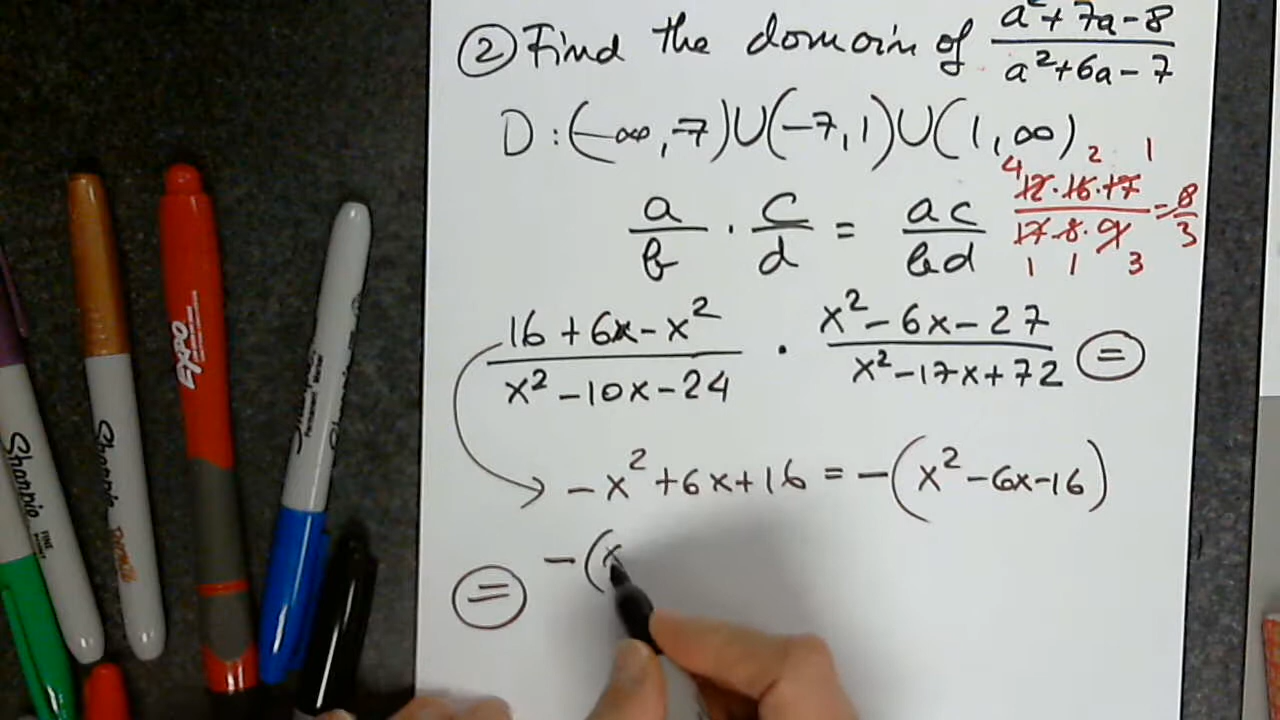 ② Find the domain of (a² + 7a - 8)/(a² + 6a - 7)
D : (-∞, -7) ∪ (-7, 1) ∪ (1, ∞)
a/b · c/d = ac/bd
4 2 1
12 · 16 · 17 / 17 · 8 · 9 = 8/3
1 1 3
(16 + 6x - x²)/(x² - 10x - 24) · (x² - 6x - 27)/(x² - 17x + 72) =
-x² + 6x + 16 = -(x² - 6x - 16)
= -(x
EXPO
Sharpie
FINE
Sharpie
Sharpie